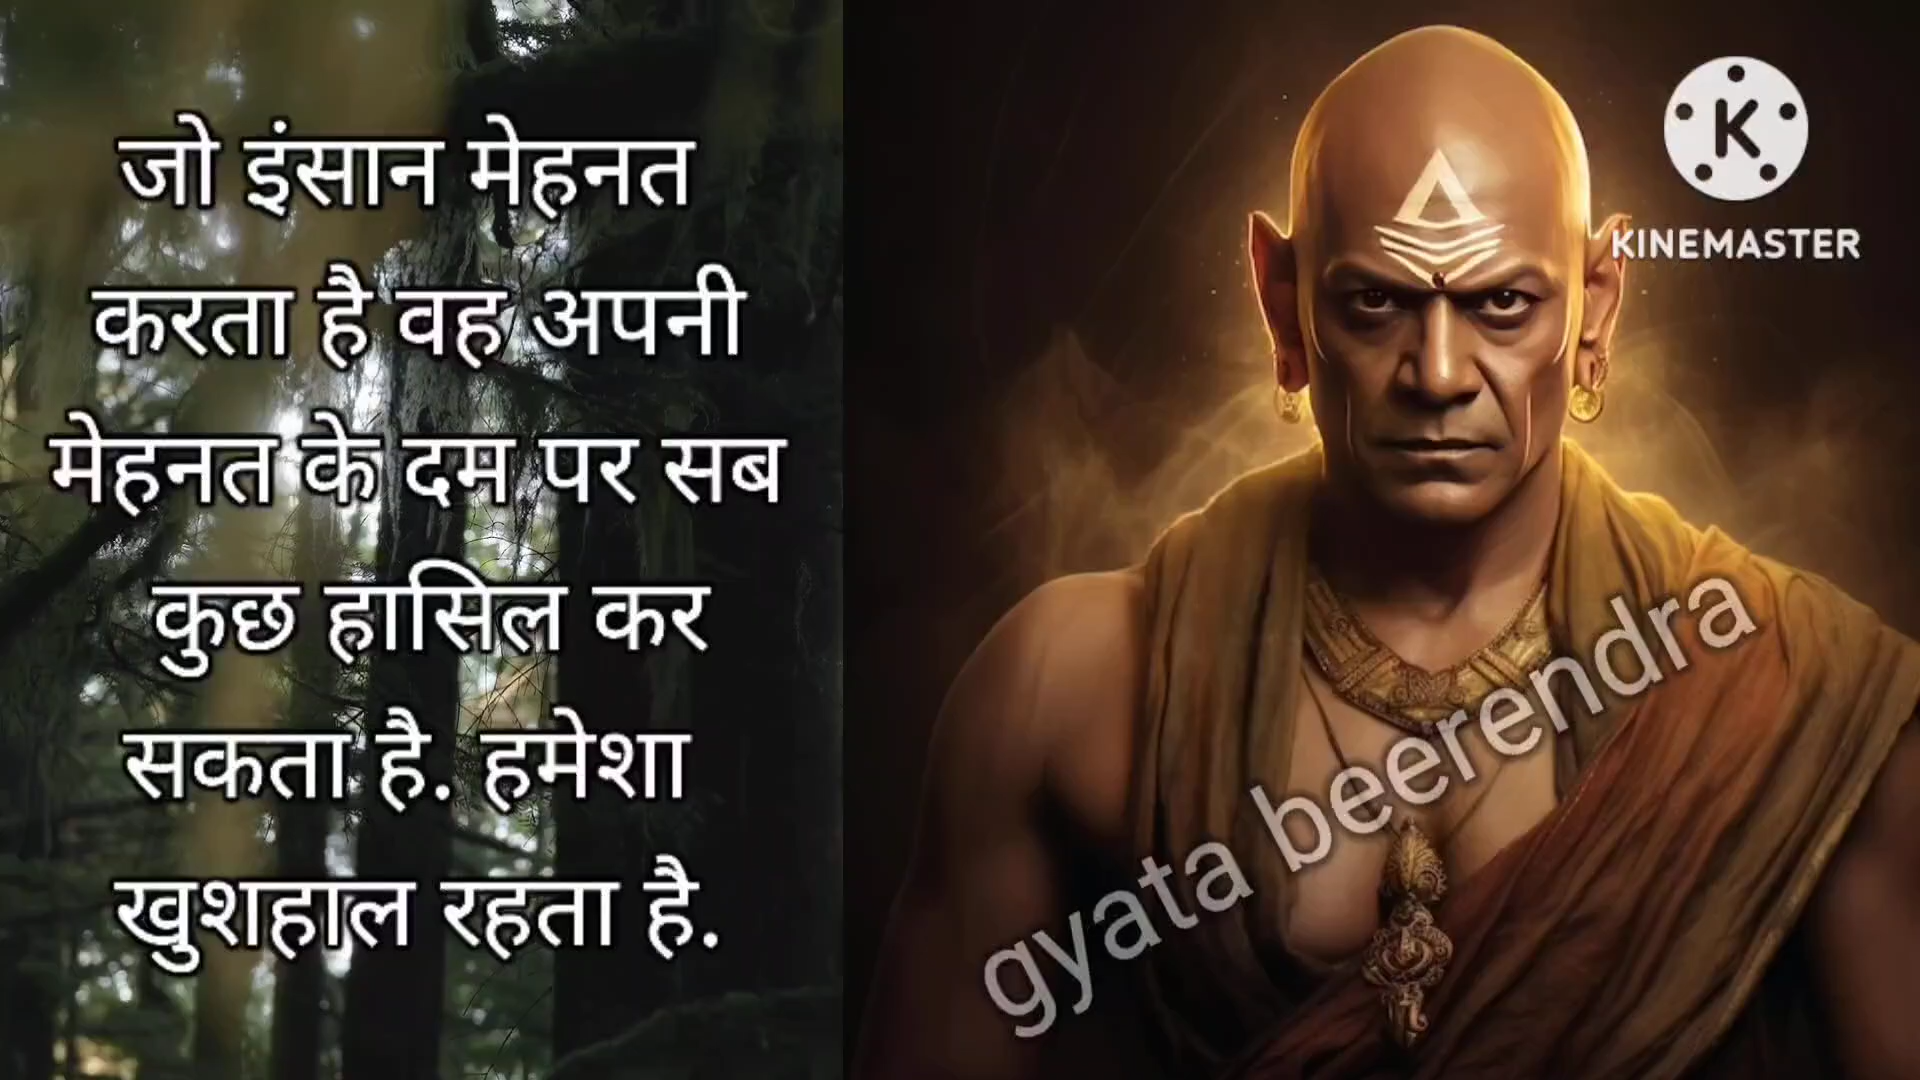 जो इंसान मेहनत
करता है वह अपनी
मेहनत के दम पर सब
कुछ हासिल कर
सकता है. हमेशा
खुशहाल रहता है.
K
KINEMASTER
gyata beerendra